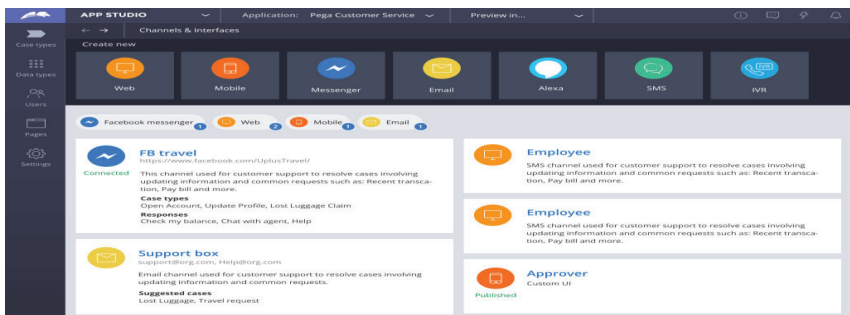 APP STUDIO
Application: Pega Customer Service
Preview in...
Channels & Interfaces
Case types
Data types
Users
Pages
Settings
Create new
Web
Mobile
Messenger
Email
Alexa
SMS
IVR
IVR
Facebook messenger 1
Web 2
Mobile 1
Email 1
FB travel
https://www.facebook.com/UplusTravel/
Connected
This channel used for customer support to resolve cases involving
updating information and common requests such as: Recent transca-
tion, Pay bill and more.
Case types
Open Account, Update Profile, Lost Luggage Claim
Responses
Check my balance, Chat with agent, Help
Support box
support@org.com, Help@org.com
Email channel used for customer support to resolve cases involving
updating information and common requests.
Suggested cases
Lost Luggage, Travel request
Employee
SMS channel used for customer support to resolve cases involving
updating information and common requests such as: Recent transca-
tion, Pay bill and more.
Employee
SMS channel used for customer support to resolve cases involving
updating information and common requests such as: Recent transca-
tion, Pay bill and more.
Approver
Custom UI
Published